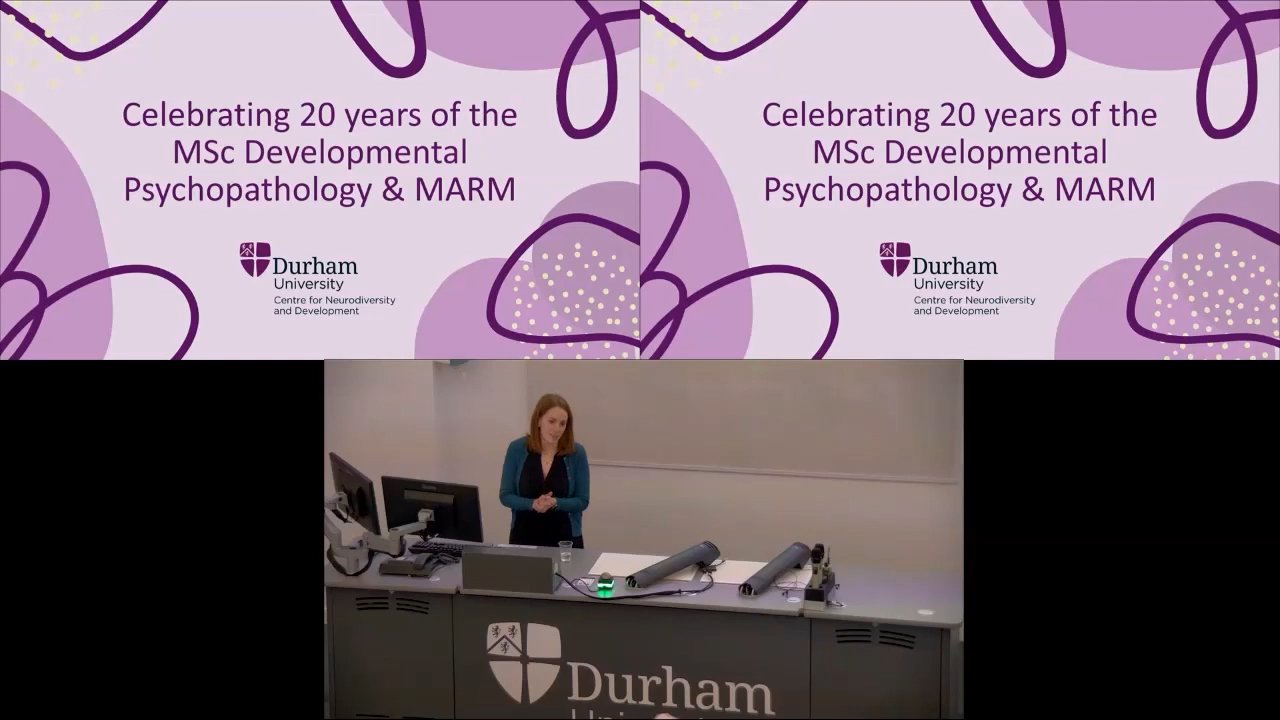 Celebrating 20 years of the
MSc Developmental
Psychopathology & MARM
Durham
University
Centre for Neurodiversity
and Development
Celebrating 20 years of the
MSc Developmental
Psychopathology & MARM
Durham
University
Centre for Neurodiversity
and Development
Durham